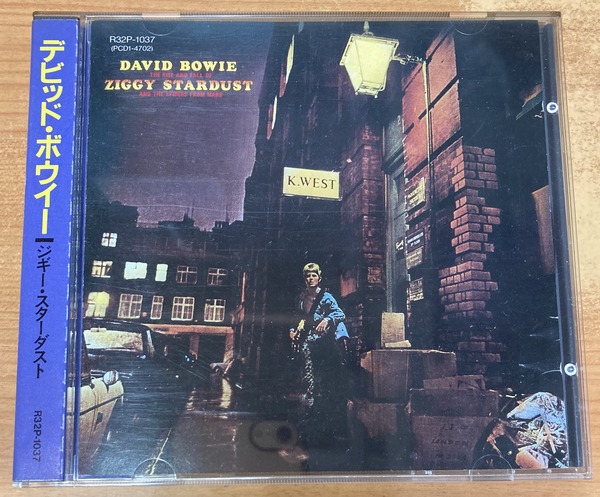 デビッド・ボウイー
ジギー・スターダスト
R32P-1037
R32P-1037
(PCD1-4702)
DAVID BOWIE
THE RISE AND FALL OF
ZIGGY STARDUST
AND THE SPIDERS FROM MARS
K.WEST